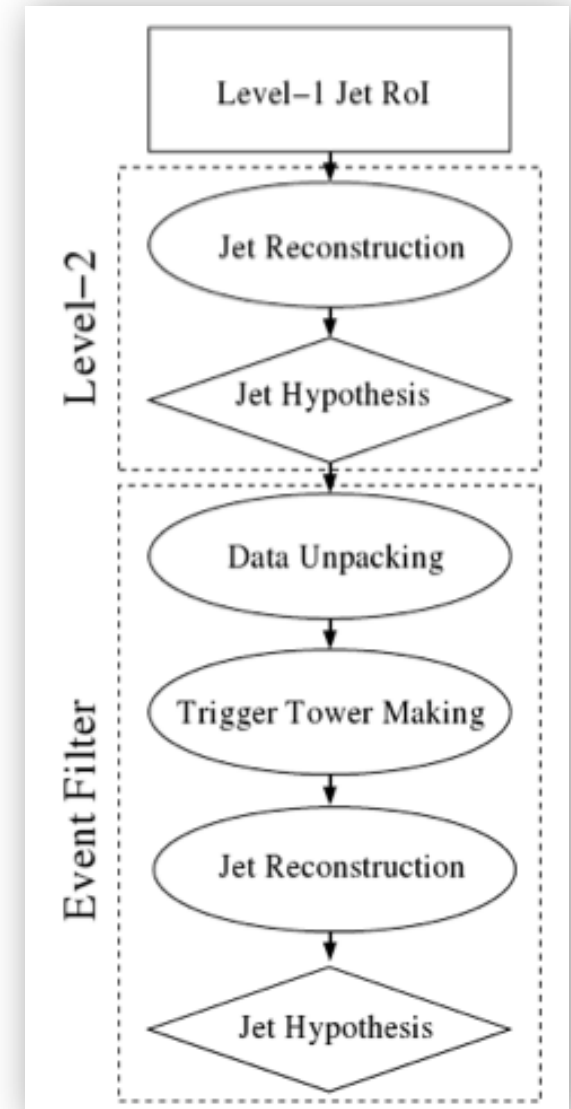 Level−1 Jet RoI
Level−2
Jet Reconstruction
Jet Hypothesis
Event Filter
Data Unpacking
Trigger Tower Making
Jet Reconstruction
Jet Hypothesis